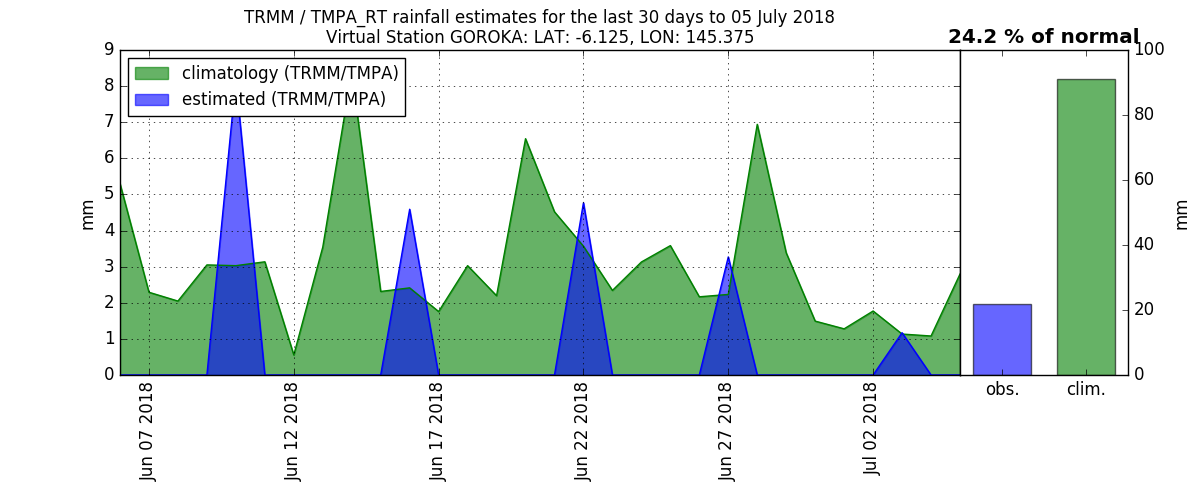 TRMM / TMPA_RT rainfall estimates for the last 30 days to 05 July 2018
Virtual Station GOROKA: LAT: -6.125, LON: 145.375
24.2 % of normal
climatology (TRMM/TMPA)
estimated (TRMM/TMPA)
9
8
7
6
5
4
3
2
1
0
mm
Jun 07 2018
Jun 12 2018
Jun 17 2018
Jun 22 2018
Jun 27 2018
Jul 02 2018
100
80
60
40
20
0
mm
obs.
clim.